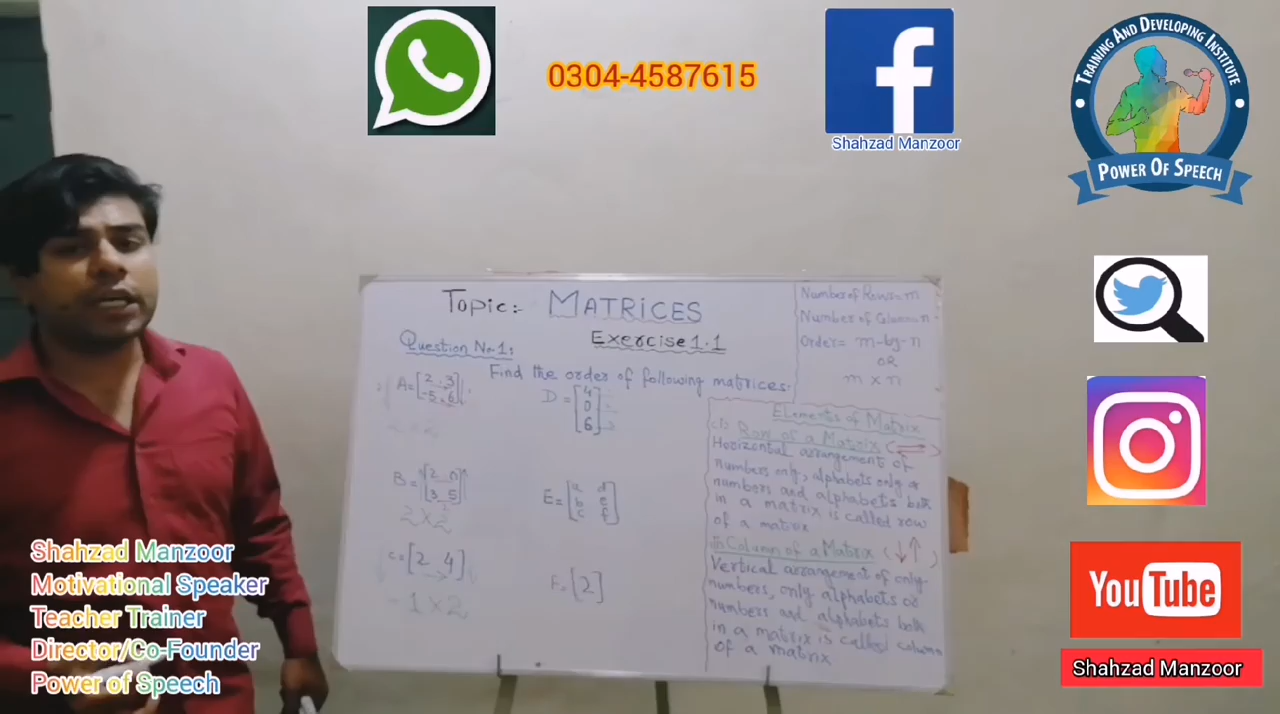 0304-4587615
Shahzad Manzoor
TRAINING AND DEVELOPING INSTITUTE
POWER OF SPEECH
Topic:- MATRICES
Exercise 1.1
Question No.1:
Find the order of following matrices.
A = [2 , 3
-5 , 6]
2×2
B = [2 0
3 5]
2×2
C = [2 4]
1×2
D = [4
0
6]
E = [a d
b e
c f]
F = [2]
Number of Rows = m
Number of = n
Order = m-by-n
OR
m × n
Elements of Matrix
(i) Row of a Matrix
Horizental arrangement of
numbers only, alphabets only or
numbers and alphabets both
in a matrix is called row
of a matrix
(ii) Column of a Matrix
Vertical arrangement of only
numbers, only alphabets or
numbers and alphabets both
in a matrix is called column
of a matrix
Shahzad Manzoor
Motivational Speaker
Teacher Trainer
Director/Co-Founder
Power of Speech
YouTube
Shahzad Manzoor